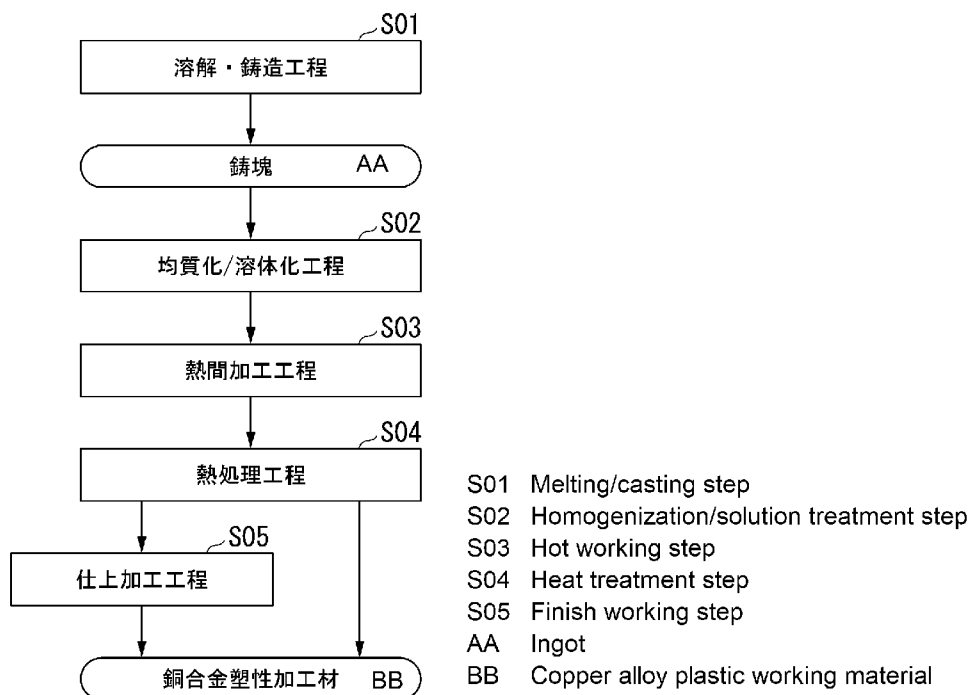 S01
溶解・鋳造工程
鋳塊 AA
S02
均質化/溶体化工程
S03
熱間加工工程
S04
熱処理工程
S05
仕上加工工程
銅合金塑性加工材 BB
S01 Melting/casting step
S02 Homogenization/solution treatment step
S03 Hot working step
S04 Heat treatment step
S05 Finish working step
AA Ingot
BB Copper alloy plastic working material